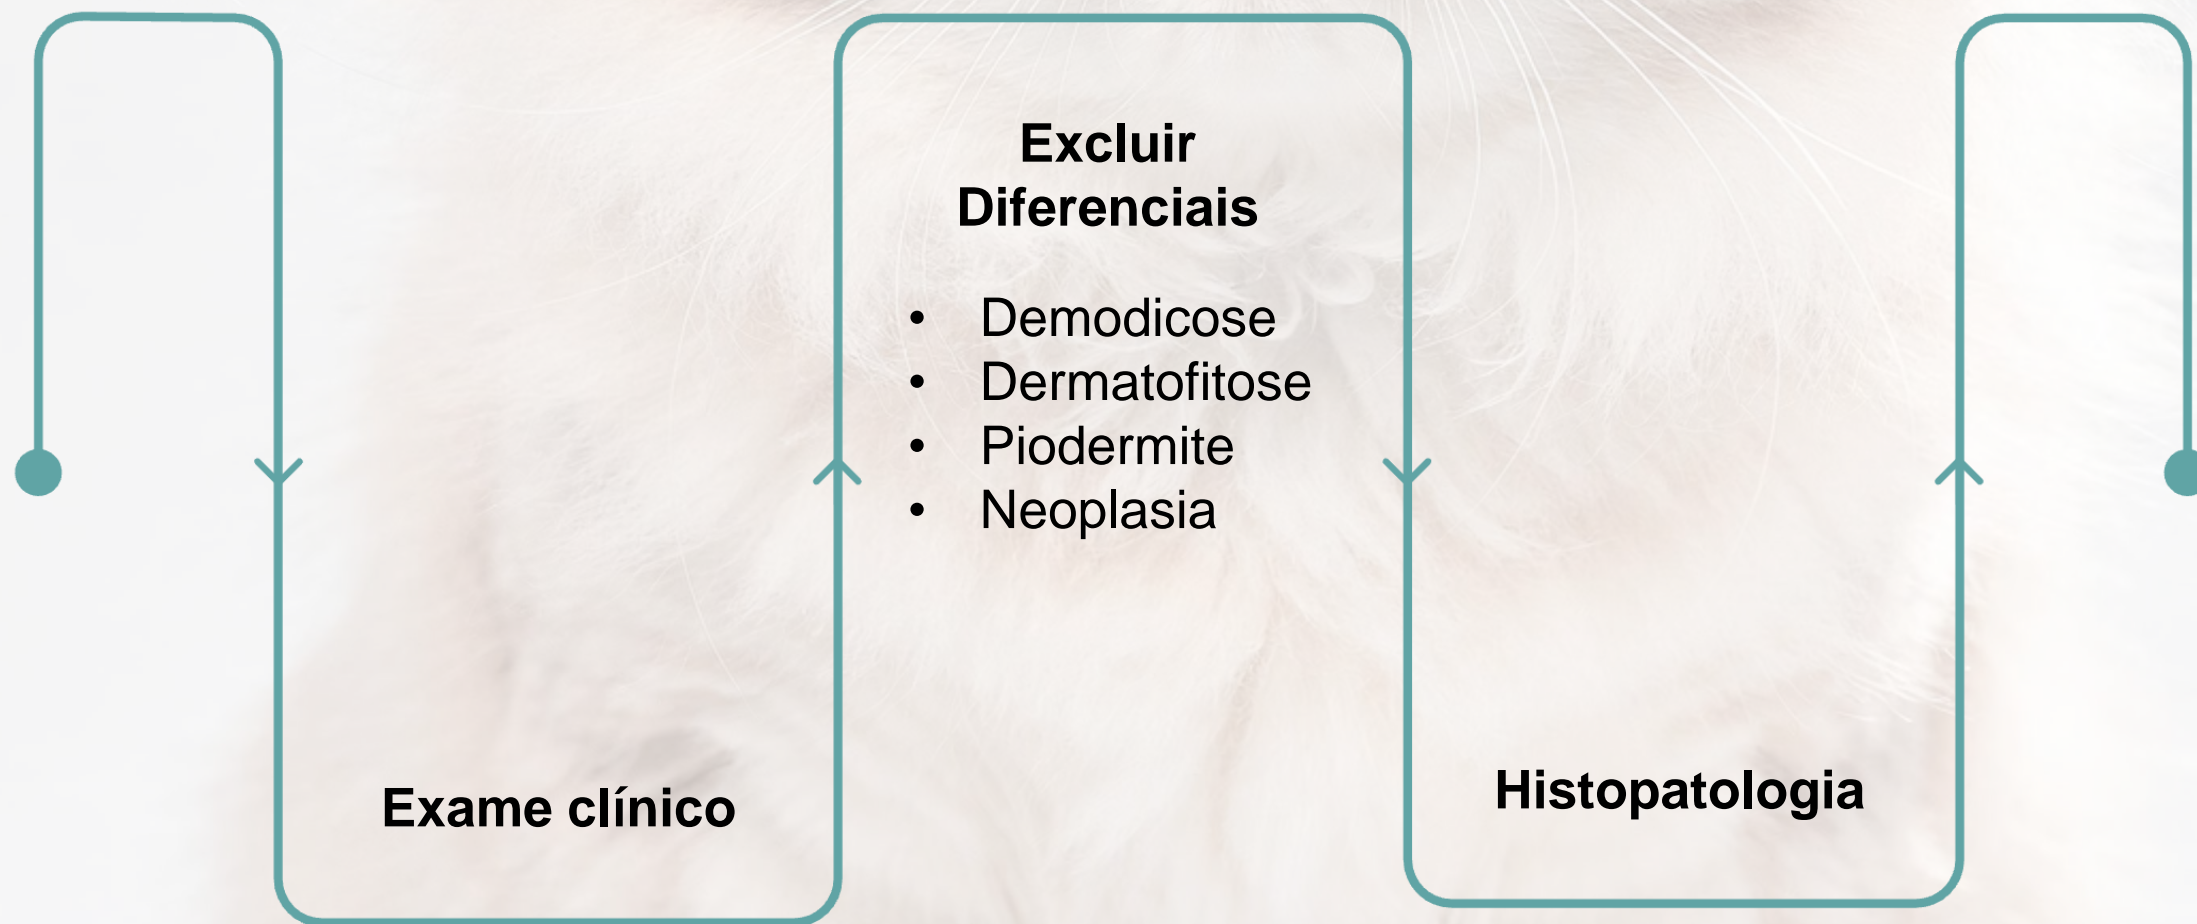 Exame clínico
Excluir
Diferenciais
• Demodicose
• Dermatofitose
• Piodermite
• Neoplasia
Histopatologia